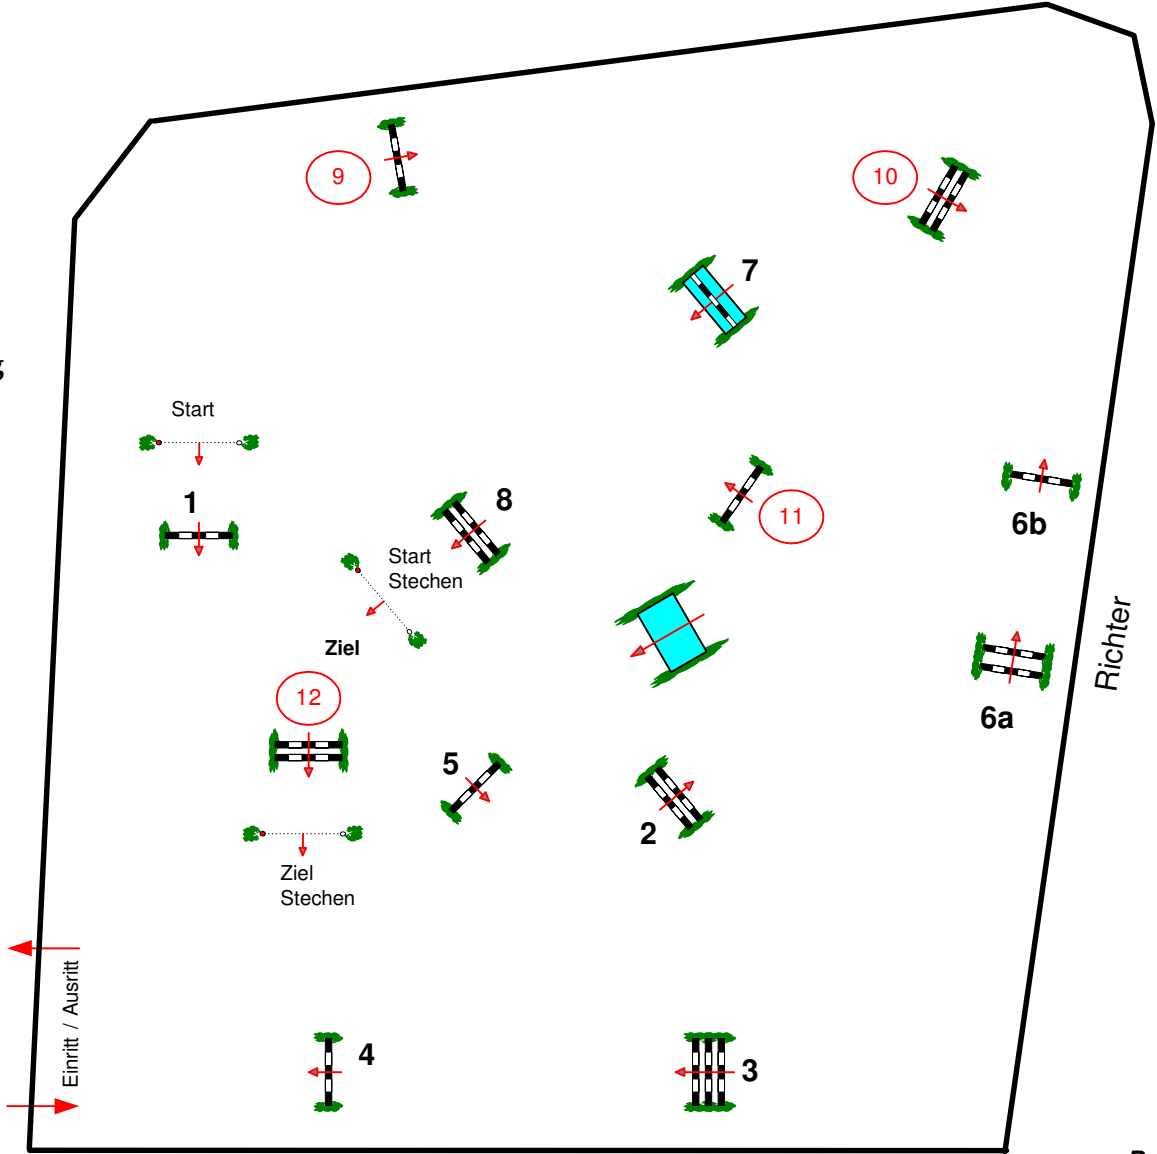 9
10
7
g
Start
1
8
11
6b
Start
Stechen
Ziel
Richter
12
6a
5
2
Ziel
Stechen
Einritt / Ausritt
4
3